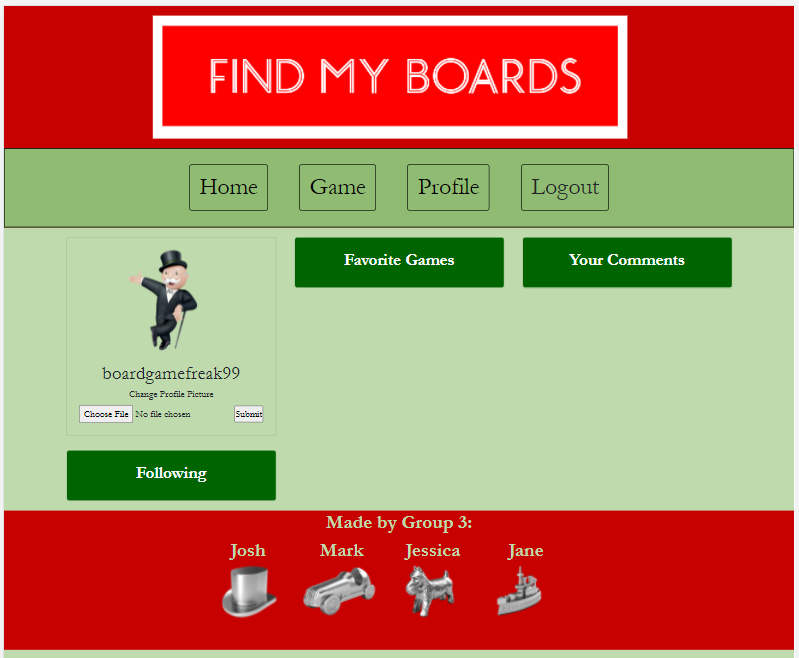 FIND MY BOARDS
Home Game Profile Logout
boardgamefreak99
Change Profile Picture
Choose File No file chosen Submit
Following
Favorite Games
Your Comments
Made by Group 3:
Josh Mark Jessica Jane